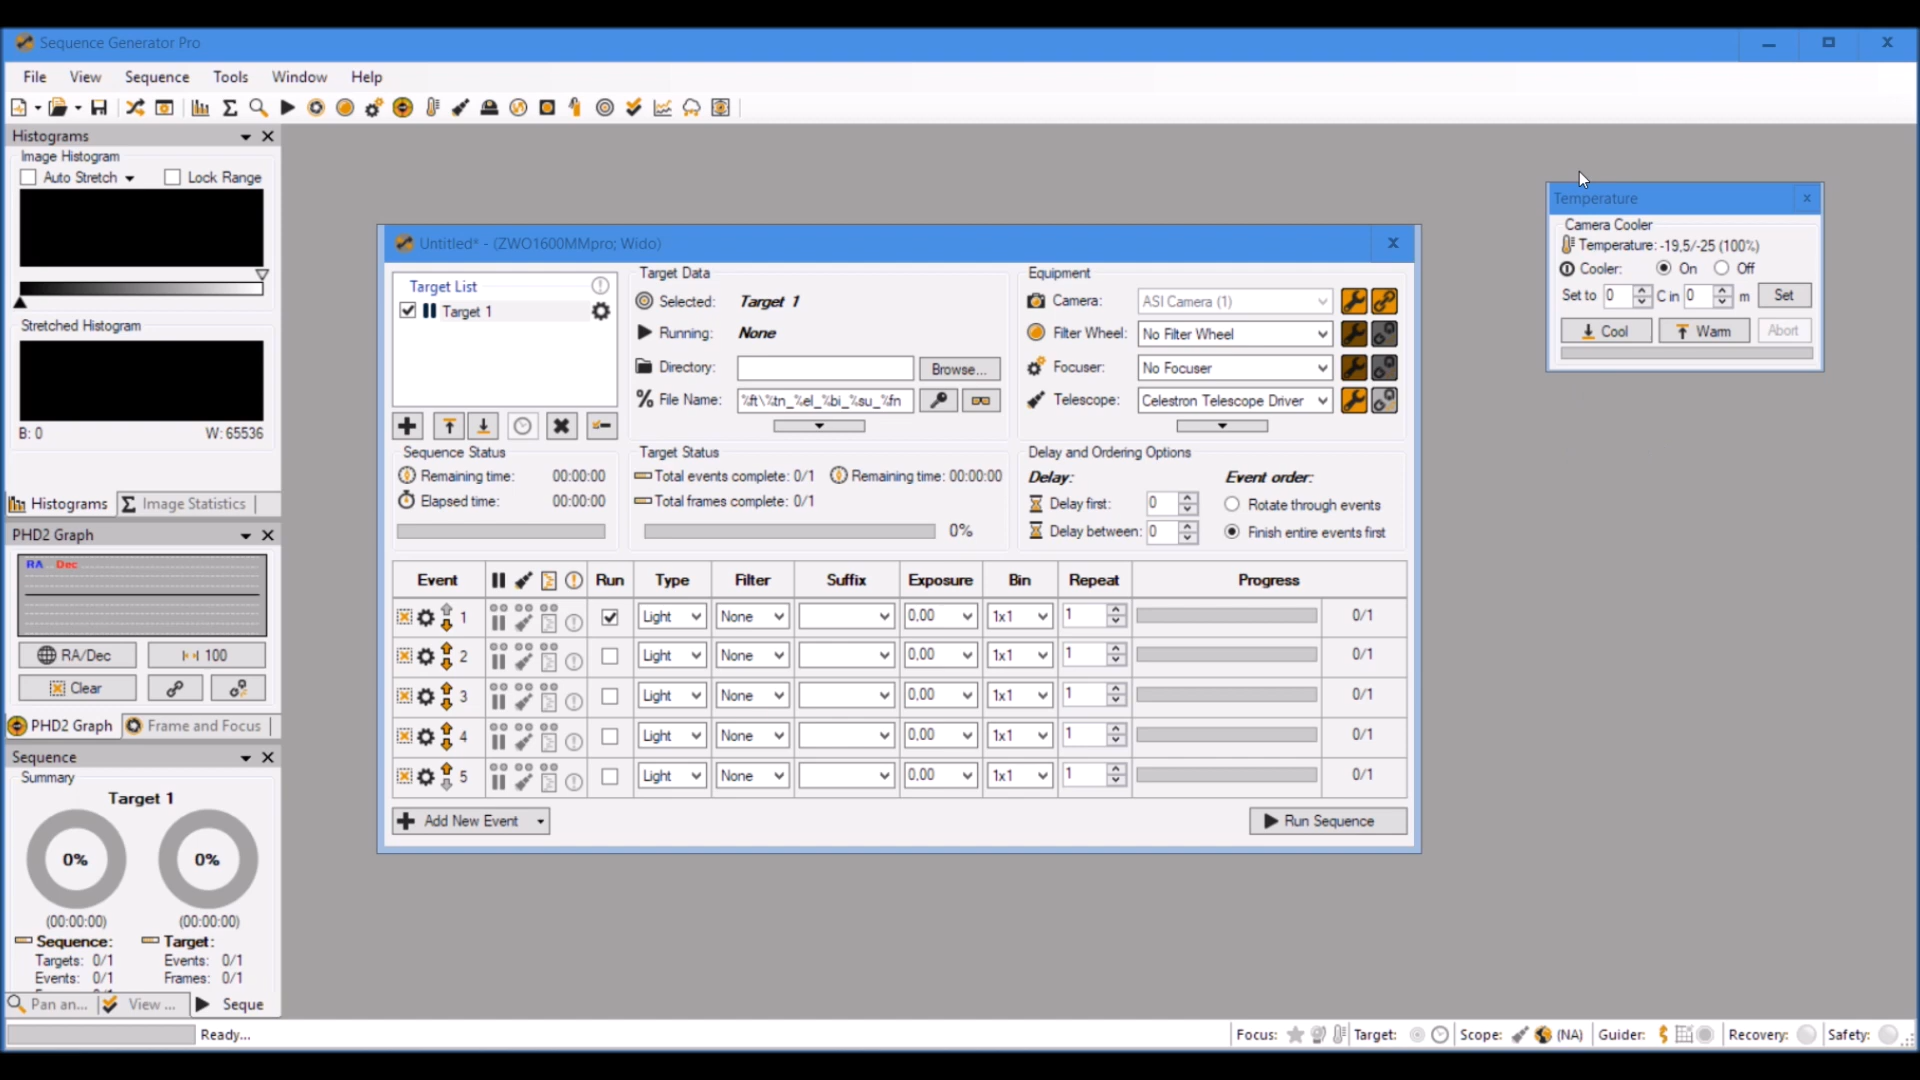 Sequence Generator Pro
File View Sequence Tools Window Help
Histograms
Image Histogram
Auto Stretch Lock Range
Stretched Histogram
B: 0 W: 65536
Histograms Image Statistics
PHD2 Graph
RA Dec
RA/Dec 100
Clear
PHD2 Graph Frame and Focus
Sequence
Summary
Target 1
0% 0%
(00:00:00) (00:00:00)
Sequence: Target:
Targets: 0/1 Events: 0/1
Events: 0/1 Frames: 0/1
Pan an... View ... Seque
Untitled* - (ZWO1600MMpro; Wido)
Target List
Target 1
Target Data
Selected: Target 1
Running: None
Directory: Browse...
File Name: %ft\%tn_%el_%bi_%su_%fn
Equipment
Camera: ASI Camera (1)
Filter Wheel: No Filter Wheel
Focuser: No Focuser
Telescope: Celestron Telescope Driver
Sequence Status
Remaining time: 00:00:00
Elapsed time: 00:00:00
Target Status
Total events complete: 0/1 Remaining time: 00:00:00
Total frames complete: 0/1
0%
Delay and Ordering Options
Delay: Event order:
Delay first: 0 Rotate through events
Delay between: 0 Finish entire events first
Event Run Type Filter Suffix Exposure Bin Repeat Progress
1 Light None 0.00 1x1 1 0/1
2 Light None 0.00 1x1 1 0/1
3 Light None 0.00 1x1 1 0/1
4 Light None 0.00 1x1 1 0/1
5 Light None 0.00 1x1 1 0/1
Add New Event Run Sequence
Temperature
Camera Cooler
Temperature: -19,5/-25 (100%)
Cooler: On Off
Set to 0 C in 0 m Set
Cool Warm Abort
Ready... Focus: Target: Scope: (NA) Guider: Recovery: Safety: